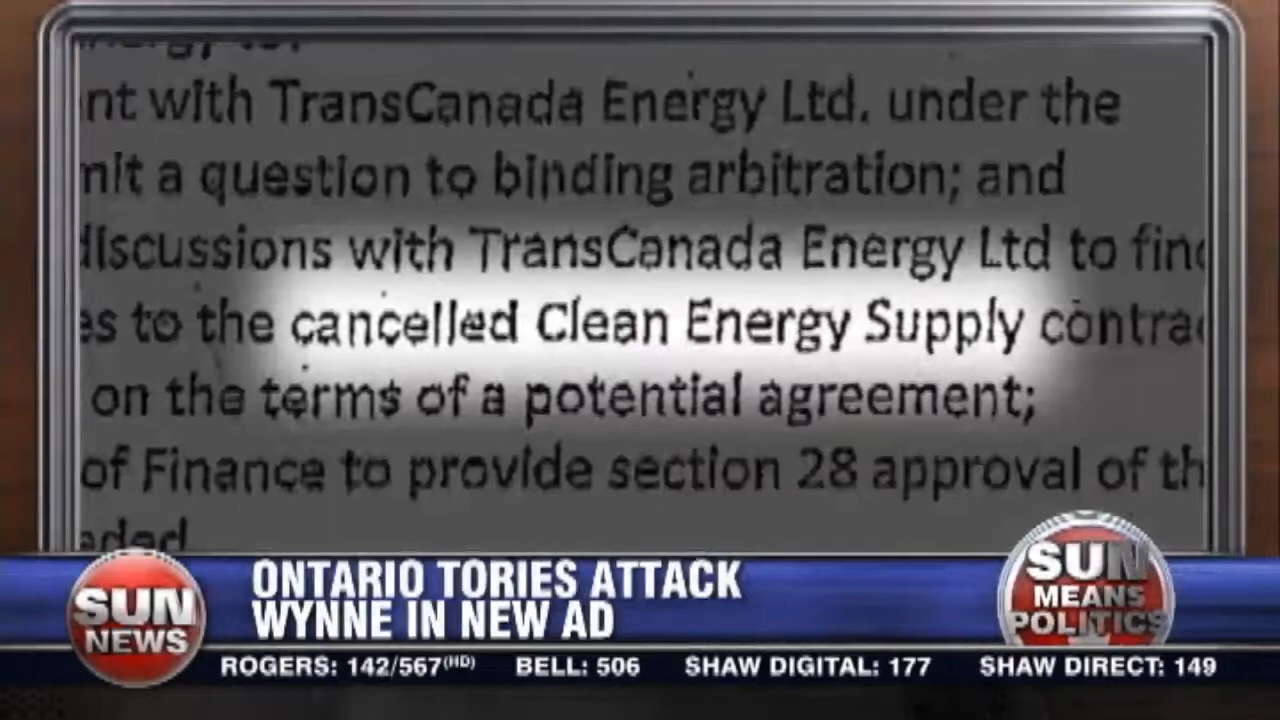 nt with TransCanada Energy Ltd. under the
mit a question to binding arbitration; and
discussions with TransCanada Energy Ltd to find
es to the cancelled Clean Energy Supply contrac
on the terms of a potential agreement;
of Finance to provide section 28 approval of th
SUN
NEWS
ONTARIO TORIES ATTACK
WYNNE IN NEW AD
SUN
MEANS
POLITICS
ROGERS: 142/567(HD) BELL: 506 SHAW DIGITAL: 177 SHAW DIRECT: 149